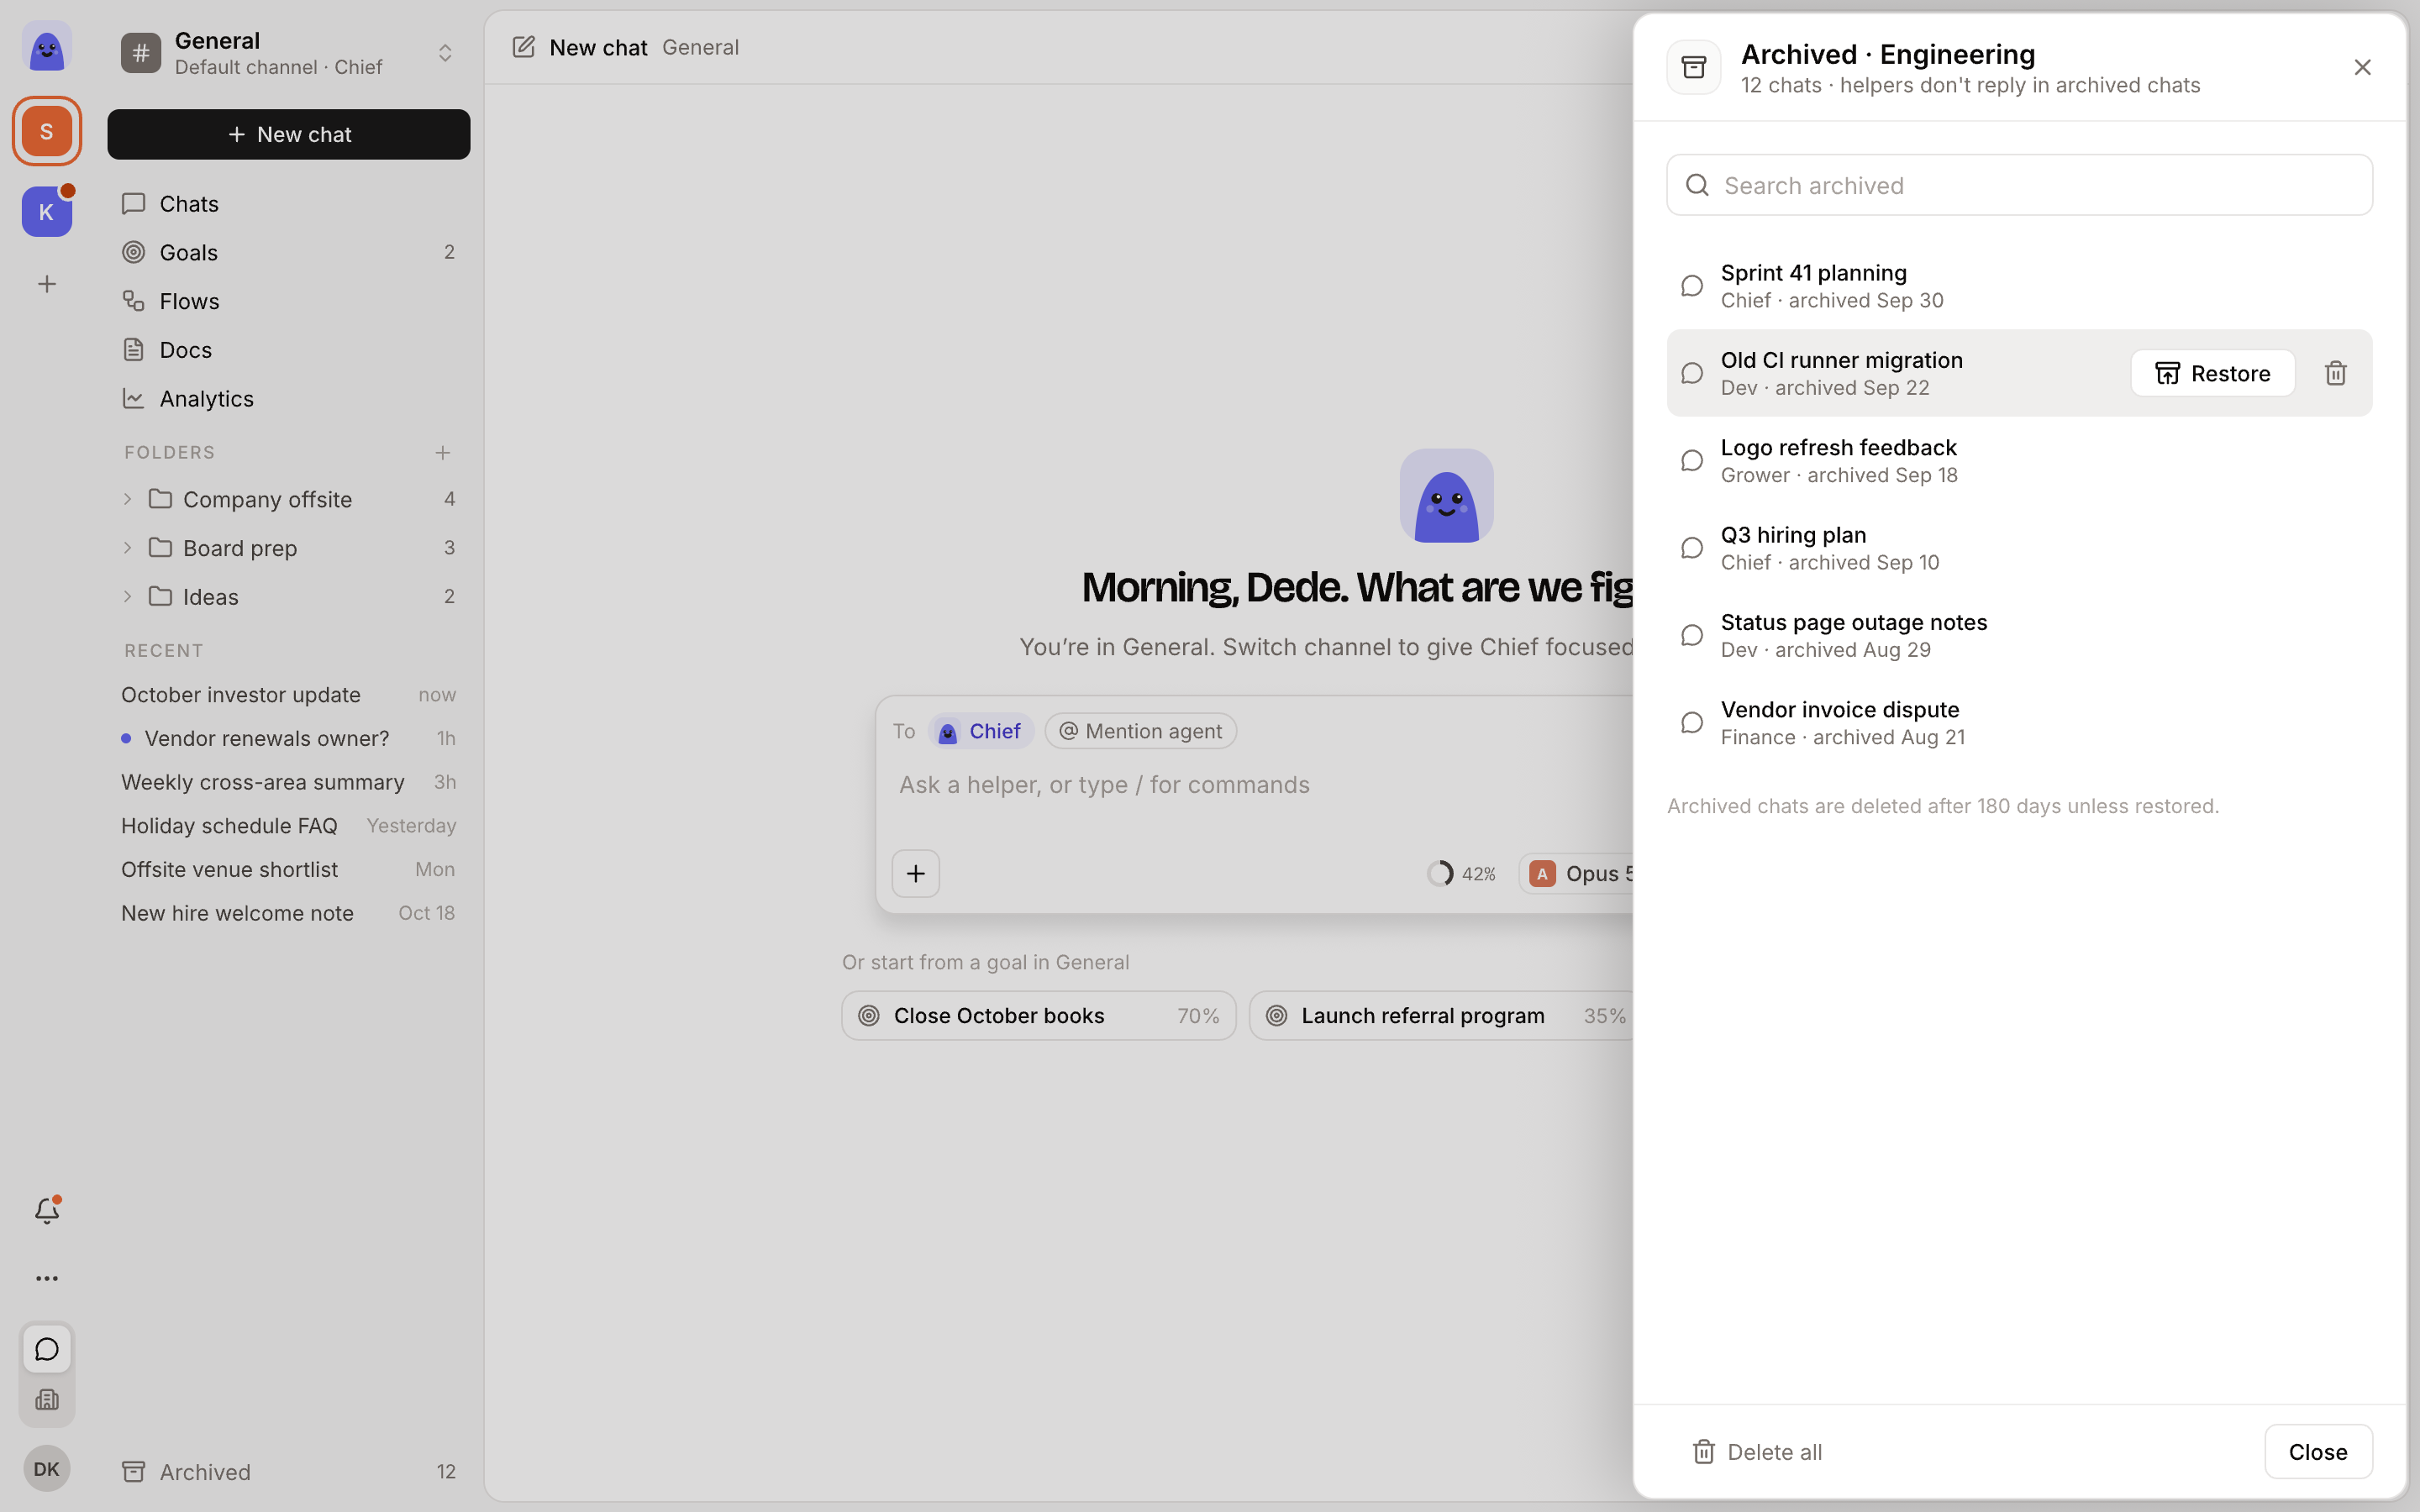 General
Default channel · Chief
S
K
New chat
Chats
Goals 2
Flows
Docs
Analytics
FOLDERS
Company offsite 4
Board prep 3
Ideas 2
RECENT
October investor update now
Vendor renewals owner? 1h
Weekly cross-area summary 3h
Holiday schedule FAQ Yesterday
Offsite venue shortlist Mon
New hire welcome note Oct 18
DK
Archived 12
New chat General
Morning, Dede. What are we fig
You're in General. Switch channel to give Chief focused
To Chief @ Mention agent
Ask a helper, or type / for commands
42% A Opus 5
Or start from a goal in General
Close October books 70%
Launch referral program 35%
Archived · Engineering
12 chats · helpers don't reply in archived chats
Search archived
Sprint 41 planning
Chief · archived Sep 30
Old CI runner migration
Dev · archived Sep 22
Restore
Logo refresh feedback
Grower · archived Sep 18
Q3 hiring plan
Chief · archived Sep 10
Status page outage notes
Dev · archived Aug 29
Vendor invoice dispute
Finance · archived Aug 21
Archived chats are deleted after 180 days unless restored.
Delete all
Close